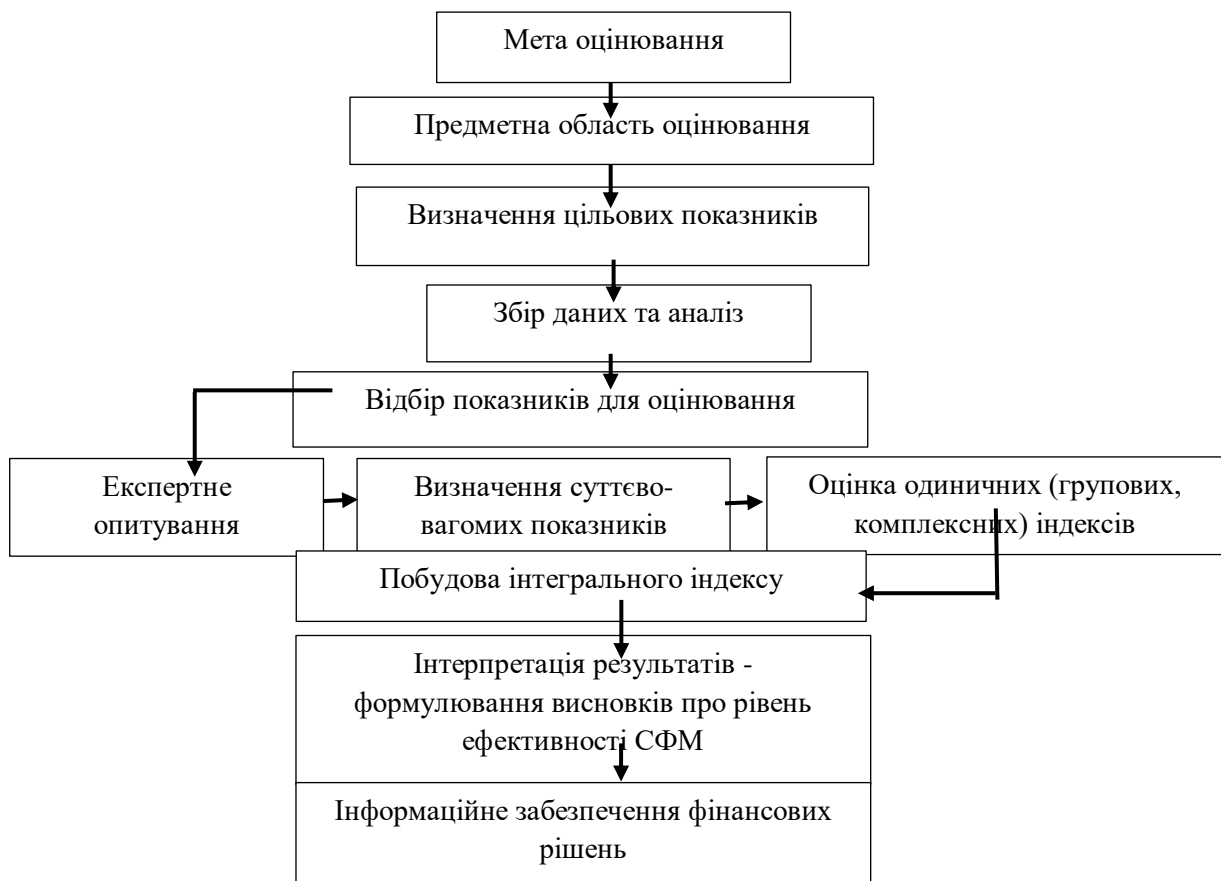 Мета оцінювання
Предметна область оцінювання
Визначення цільових показників
Збір даних та аналіз
Відбір показників для оцінювання
Експертне
опитування
Визначення суттєво-
вагомих показників
Оцінка одиничних (групових,
комплексних) індексів
Побудова інтегрального індексу
Інтерпретація результатів -
формулювання висновків про рівень
ефективності СФМ
Інформаційне забезпечення фінансових
рішень